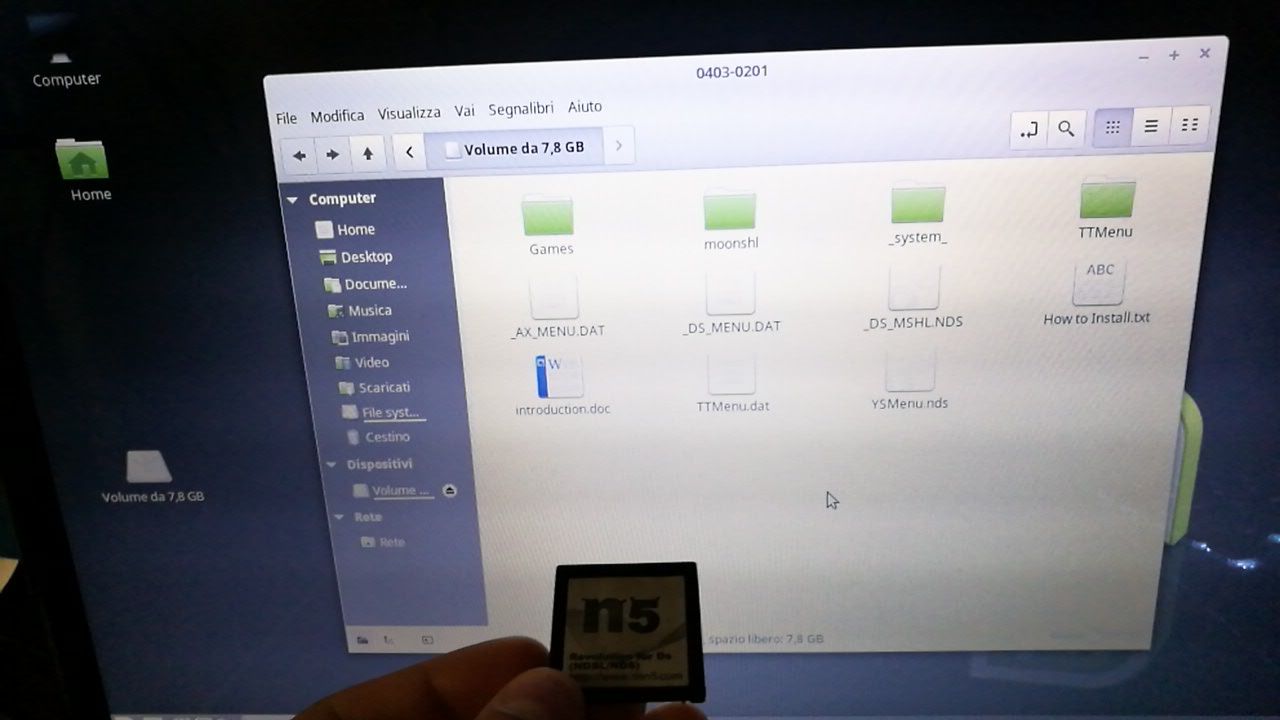 Computer
Home
Volume da 7,8 GB
0403-0201
File Modifica Visualizza Vai Segnalibri Aiuto
Volume da 7,8 GB
Computer
Home
Desktop
Docume...
Musica
Immagini
Video
Scaricati
File syst...
Cestino
Dispositivi
Volume ...
Rete
Rete
Games
moonshl
_system_
TTMenu
_AX_MENU.DAT
_DS_MENU.DAT
_DS_MSHL.NDS
ABC
How to Install.txt
W
introduction.doc
TTMenu.dat
YSMenu.nds
, spazio libero: 7,8 GB
n5
Revolution for Ds
(NDSL/NDS)